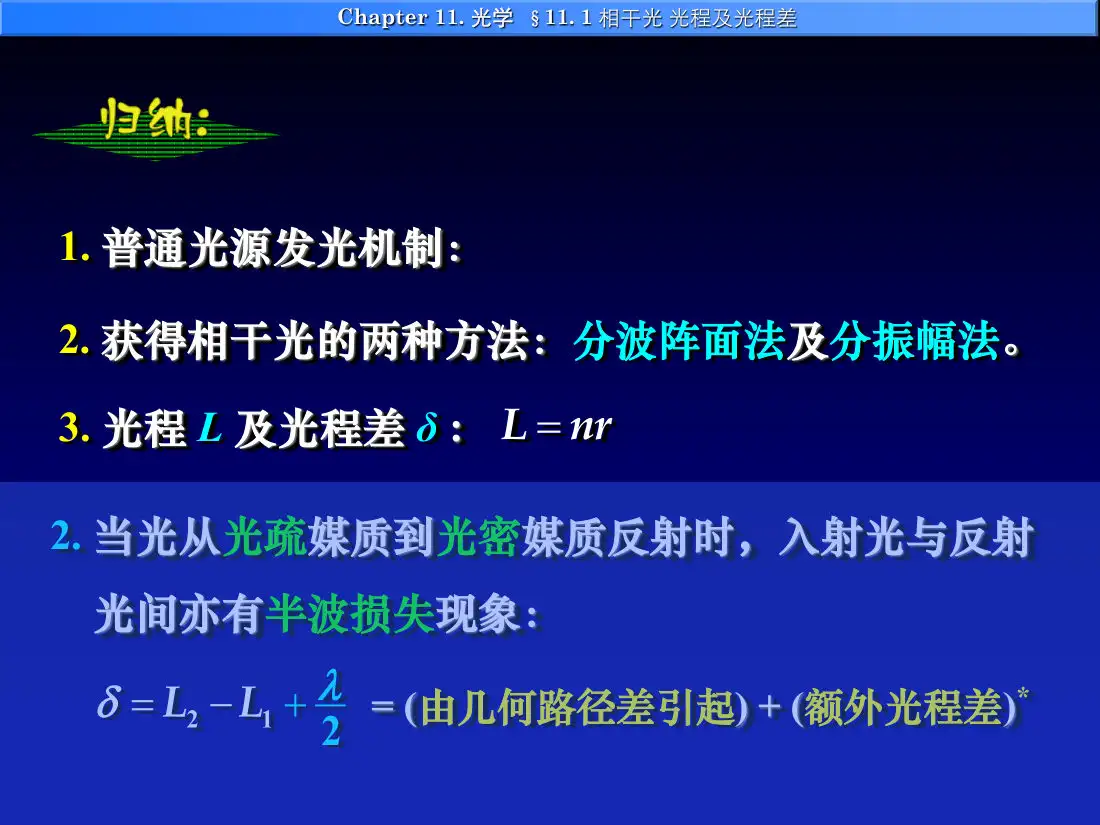 Chapter 11. 光学 §11. 1 相干光 光程及光程差
归纳：
1. 普通光源发光机制：
2. 获得相干光的两种方法：分波阵面法及分振幅法。
3. 光程 L 及光程差 δ： L = nr
2. 当光从光疏媒质到光密媒质反射时，入射光与反射
光间亦有半波损失现象：
δ = L₂ − L₁ + λ/2 = (由几何路径差引起) + (额外光程差)*